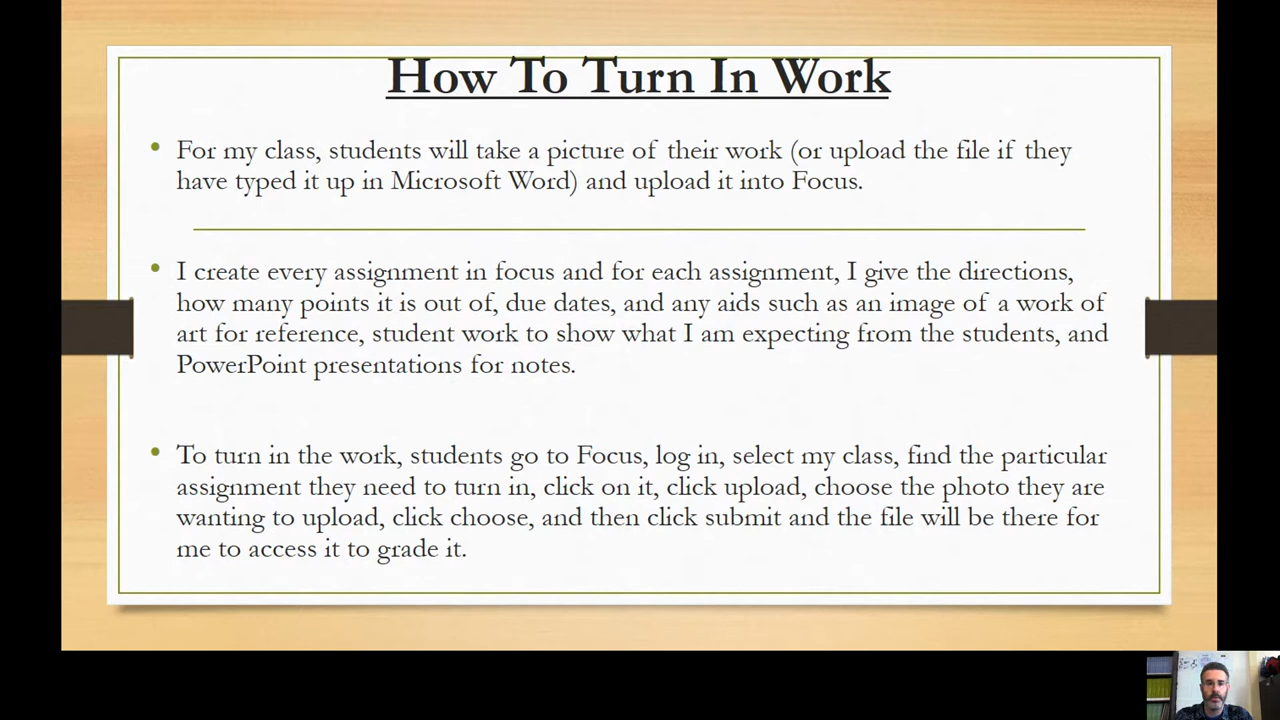 How To Turn In Work
• For my class, students will take a picture of their work (or upload the file if they
have typed it up in Microsoft Word) and upload it into Focus.
• I create every assignment in focus and for each assignment, I give the directions,
how many points it is out of, due dates, and any aids such as an image of a work of
art for reference, student work to show what I am expecting from the students, and
PowerPoint presentations for notes.
• To turn in the work, students go to Focus, log in, select my class, find the particular
assignment they need to turn in, click on it, click upload, choose the photo they are
wanting to upload, click choose, and then click submit and the file will be there for
me to access it to grade it.